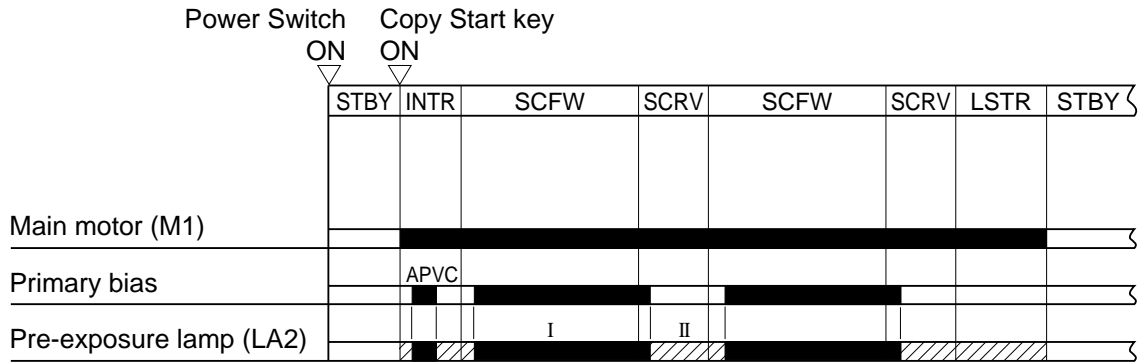 Power Switch Copy Start key
ON ON
STBY INTR SCFW SCRV SCFW SCRV LSTR STBY
Main motor (M1)
APVC
Primary bias
I II
Pre-exposure lamp (LA2)